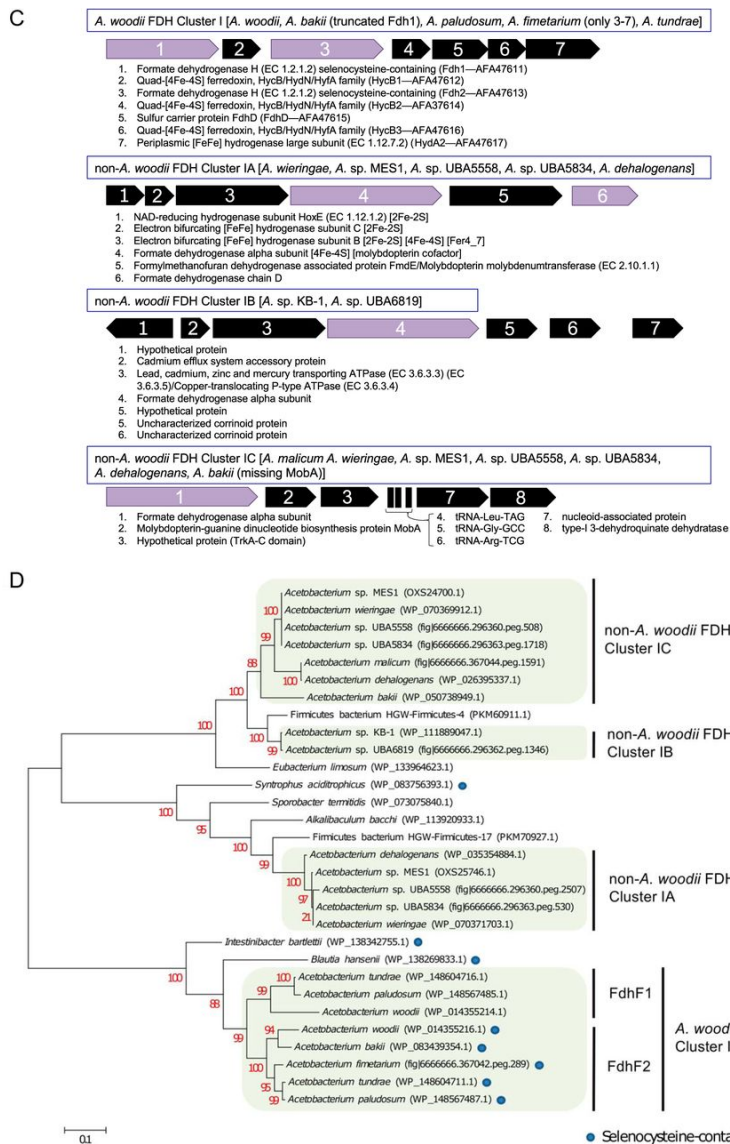 C
A. woodii FDH Cluster I [A. woodii, A. bakii (truncated Fdh1), A. paludosum, A. fimetarium (only 3-7), A. tundrae]
1 2 3 4 5 6 7
1. Formate dehydrogenase H (EC 1.2.1.2) selenocysteine-containing (Fdh1—AFA47611)
2. Quad-[4Fe-4S] ferredoxin, HycB/HydN/HyfA family (HycB1—AFA47612)
3. Formate dehydrogenase H (EC 1.2.1.2) selenocysteine-containing (Fdh2—AFA47613)
4. Quad-[4Fe-4S] ferredoxin, HycB/HydN/HyfA family (HycB2—AFA37614)
5. Sulfur carrier protein FdhD (FdhD—AFA47615)
6. Quad-[4Fe-4S] ferredoxin, HycB/HydN/HyfA family (HycB3—AFA47616)
7. Periplasmic [FeFe] hydrogenase large subunit (EC 1.12.7.2) (HydA2—AFA47617)
non-A. woodii FDH Cluster IA [A. wieringae, A. sp. MES1, A. sp. UBA5558, A. sp. UBA5834, A. dehalogenans]
1 2 3 4 5 6
1. NAD-reducing hydrogenase subunit HoxE (EC 1.12.1.2) [2Fe-2S]
2. Electron bifurcating [FeFe] hydrogenase subunit C [2Fe-2S]
3. Electron bifurcating [FeFe] hydrogenase subunit B [2Fe-2S] [4Fe-4S] [Fer4_7]
4. Formate dehydrogenase alpha subunit [4Fe-4S] [molybdopterin cofactor]
5. Formylmethanofuran dehydrogenase associated protein FmdE/Molybdopterin molybdenumtransferase (EC 2.10.1.1)
6. Formate dehydrogenase chain D
non-A. woodii FDH Cluster IB [A. sp. KB-1, A. sp. UBA6819]
1 2 3 4 5 6 7
1. Hypothetical protein
2. Cadmium efflux system accessory protein
3. Lead, cadmium, zinc and mercury transporting ATPase (EC 3.6.3.3) (EC
3.6.3.5)/Copper-translocating P-type ATPase (EC 3.6.3.4)
4. Formate dehydrogenase alpha subunit
5. Hypothetical protein
5. Uncharacterized corrinoid protein
6. Uncharacterized corrinoid protein
non-A. woodii FDH Cluster IC [A. malicum A. wieringae, A. sp. MES1, A. sp. UBA5558, A. sp. UBA5834,
A. dehalogenans, A. bakii (missing MobA)]
1 2 3 7 8
1. Formate dehydrogenase alpha subunit
2. Molybdopterin-guanine dinucleotide biosynthesis protein MobA
3. Hypothetical protein (TrkA-C domain)
4. tRNA-Leu-TAG
5. tRNA-Gly-GCC
6. tRNA-Arg-TCG
7. nucleoid-associated protein
8. type-I 3-dehydroquinate dehydratase
D
Acetobacterium sp. MES1 (OXS24700.1)
100 Acetobacterium wieringae (WP_070369912.1)
Acetobacterium sp. UBA5558 (fig|6666666.296360.peg.508)
99 Acetobacterium sp. UBA5834 (fig|6666666.296363.peg.1718)
88 Acetobacterium malicum (fig|6666666.367044.peg.1591)
100 Acetobacterium dehalogenans (WP_026395337.1)
100 Acetobacterium bakii (WP_050738949.1)
non-A. woodii FDH
Cluster IC
Firmicutes bacterium HGW-Firmicutes-4 (PKM60911.1)
100 100 Acetobacterium sp. KB-1 (WP_111889047.1)
99 Acetobacterium sp. UBA6819 (fig|6666666.296362.peg.1346)
non-A. woodii FDH
Cluster IB
Eubacterium limosum (WP_133964623.1)
Syntrophus aciditrophicus (WP_083756393.1)
100 Sporobacter termitidis (WP_073075840.1)
95 Alkalibaculum bacchi (WP_113920933.1)
100 Firmicutes bacterium HGW-Firmicutes-17 (PKM70927.1)
99 Acetobacterium dehalogenans (WP_035354884.1)
100 Acetobacterium sp. MES1 (OXS25746.1)
Acetobacterium sp. UBA5558 (fig|6666666.296360.peg.2507)
97 Acetobacterium sp. UBA5834 (fig|6666666.296363.peg.530)
21 Acetobacterium wieringae (WP_070371703.1)
non-A. woodii FDH
Cluster IA
Intestinibacter bartlettii (WP_138342755.1)
100 Blautia hansenii (WP_138269833.1)
88 100 Acetobacterium tundrae (WP_148604716.1)
99 Acetobacterium paludosum (WP_148567485.1)
Acetobacterium woodii (WP_014355214.1)
FdhF1
99 94 Acetobacterium woodii (WP_014355216.1)
Acetobacterium bakii (WP_083439354.1)
100 Acetobacterium fimetarium (fig|6666666.367042.peg.289)
95 Acetobacterium tundrae (WP_148604711.1)
99 Acetobacterium paludosum (WP_148567487.1)
FdhF2
A. wood
Cluster I
0.1
Selenocysteine-conta